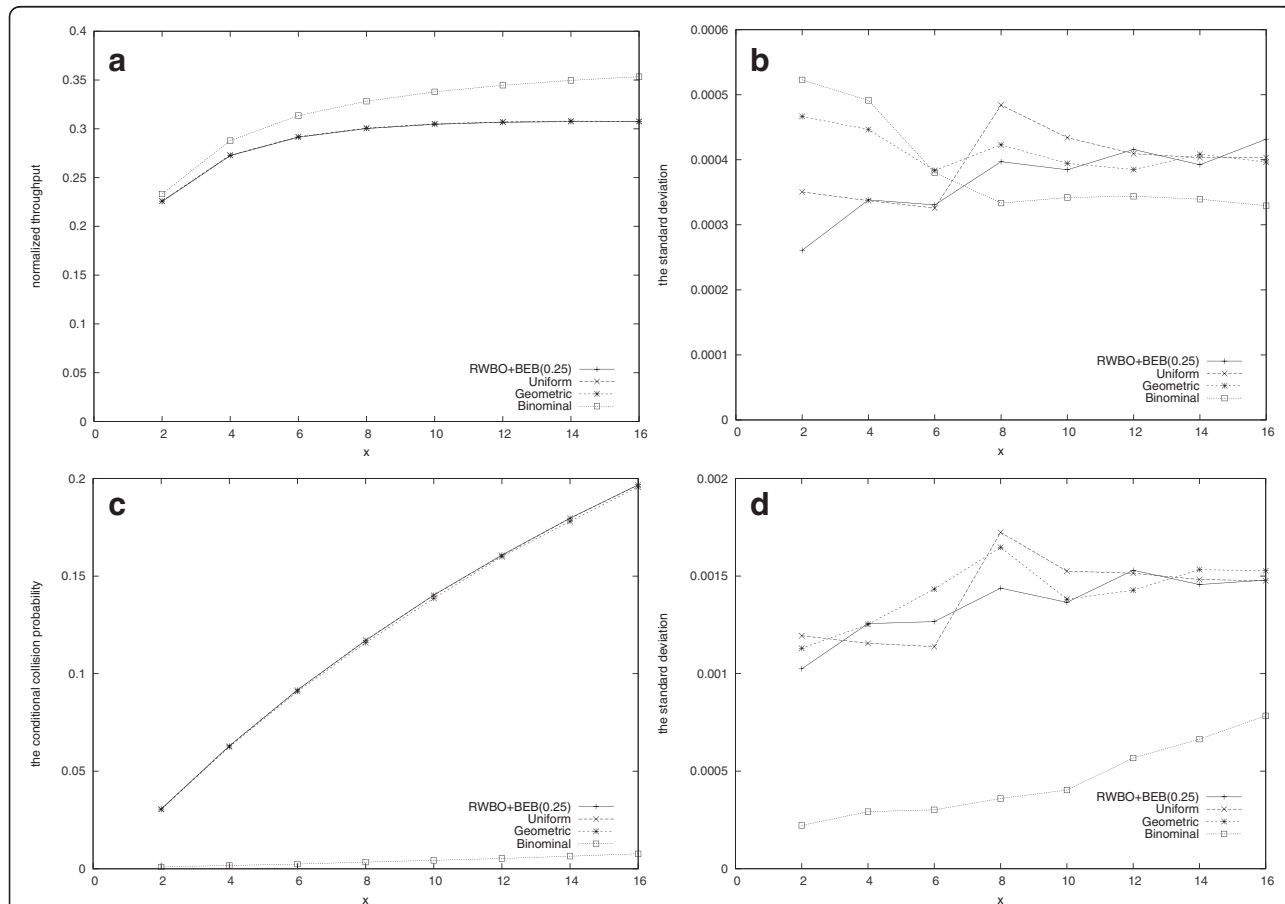 a
0.4
0.35
0.3
0.25
0.2
0.15
0.1
0.05
0
normalized throughput
RWBO+BEB(0.25)
Uniform
Geometric
Binominal
0 2 4 6 8 10 12 14 16
x
b
0.0006
0.0005
0.0004
0.0003
0.0002
0.0001
0
the standard deviation
RWBO+BEB(0.25)
Uniform
Geometric
Binominal
0 2 4 6 8 10 12 14 16
x
c
0.2
0.15
0.1
0.05
0
the conditional collision probability
RWBO+BEB(0.25)
Uniform
Geometric
Binominal
0 2 4 6 8 10 12 14 16
x
d
0.002
0.0015
0.001
0.0005
0
the standard deviation
RWBO+BEB(0.25)
Uniform
Geometric
Binominal
0 2 4 6 8 10 12 14 16
x